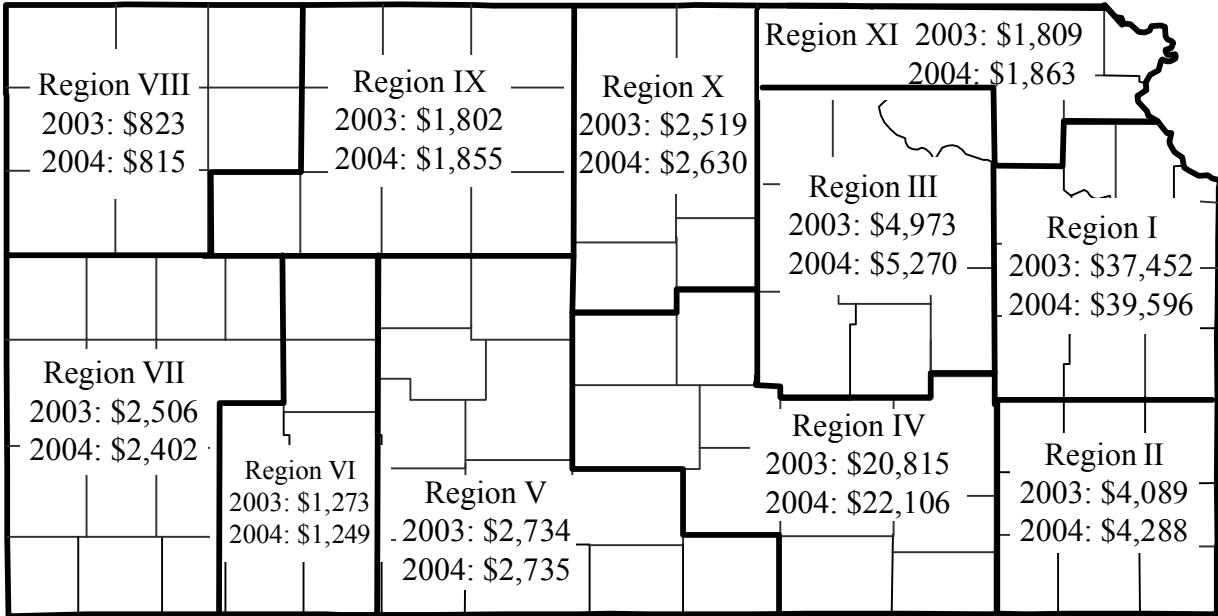 Region XI 2003: $1,809
2004: $1,863
Region VIII
2003: $823
2004: $815
Region IX
2003: $1,802
2004: $1,855
Region X
2003: $2,519
2004: $2,630
Region III
2003: $4,973
2004: $5,270
Region I
2003: $37,452
2004: $39,596
Region VII
2003: $2,506
2004: $2,402
Region VI
2003: $1,273
2004: $1,249
Region V
2003: $2,734
2004: $2,735
Region IV
2003: $20,815
2004: $22,106
Region II
2003: $4,089
2004: $4,288